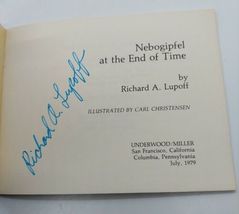 Richard A. Lupoff
Nebogipfel
at the End of Time
by
Richard A. Lupoff
ILLUSTRATED BY CARL CHRISTENSEN
UNDERWOOD/MILLER
San Francisco, California
Columbia, Pennsylvania
July, 1979